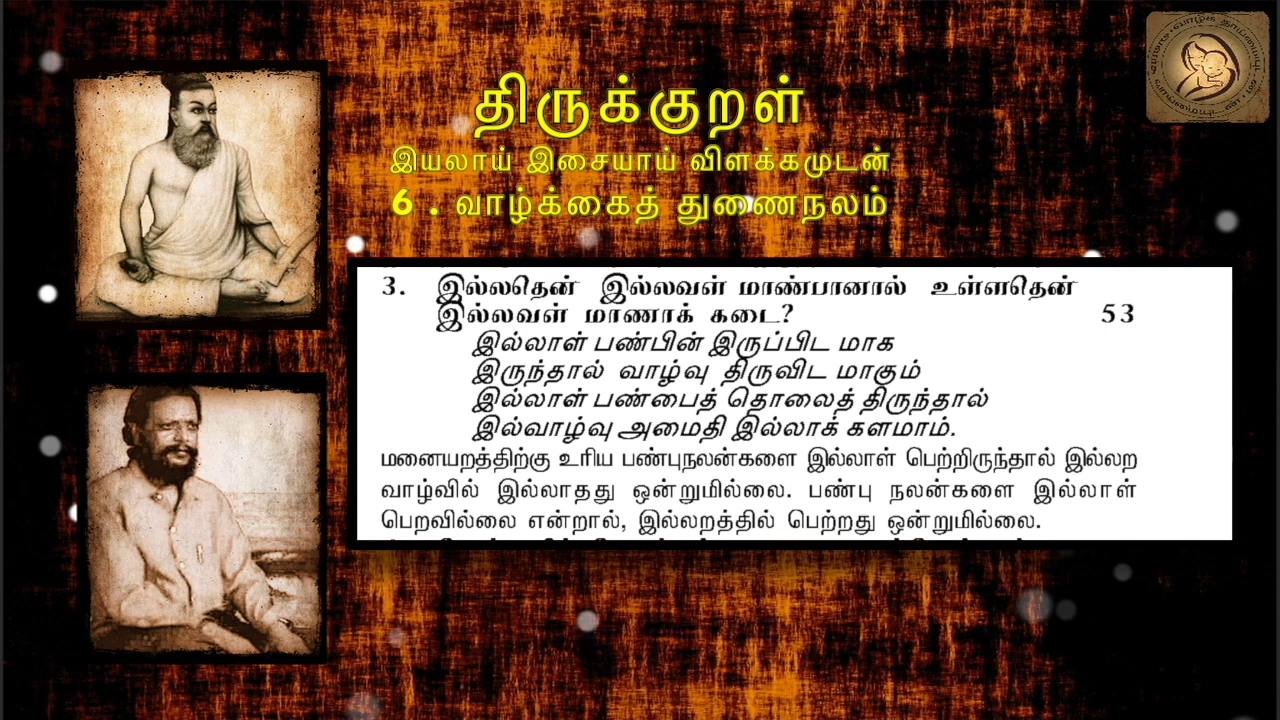 திருக்குறள்
இயலாய் இசையாய் விளக்கமுடன்
6 . வாழ்க்கைத் துணைநலம்
3. இல்லதென் இல்லவள் மாண்பானால் உள்ளதென்
இல்லவள் மாணாக் கடை? 53
இல்லாள் பண்பின் இருப்பிட மாக
இருந்தால் வாழ்வு திருவிட மாகும்
இல்லாள் பண்பைத் தொலைத் திருந்தால்
இல்வாழ்வு அமைதி இல்லாக் களமாம்.
மனையறத்திற்கு உரிய பண்புநலன்களை இல்லாள் பெற்றிருந்தால் இல்லற
வாழ்வில் இல்லாதது ஒன்றுமில்லை. பண்பு நலன்களை இல்லாள்
பெறவில்லை என்றால், இல்லறத்தில் பெற்றது ஒன்றுமில்லை.